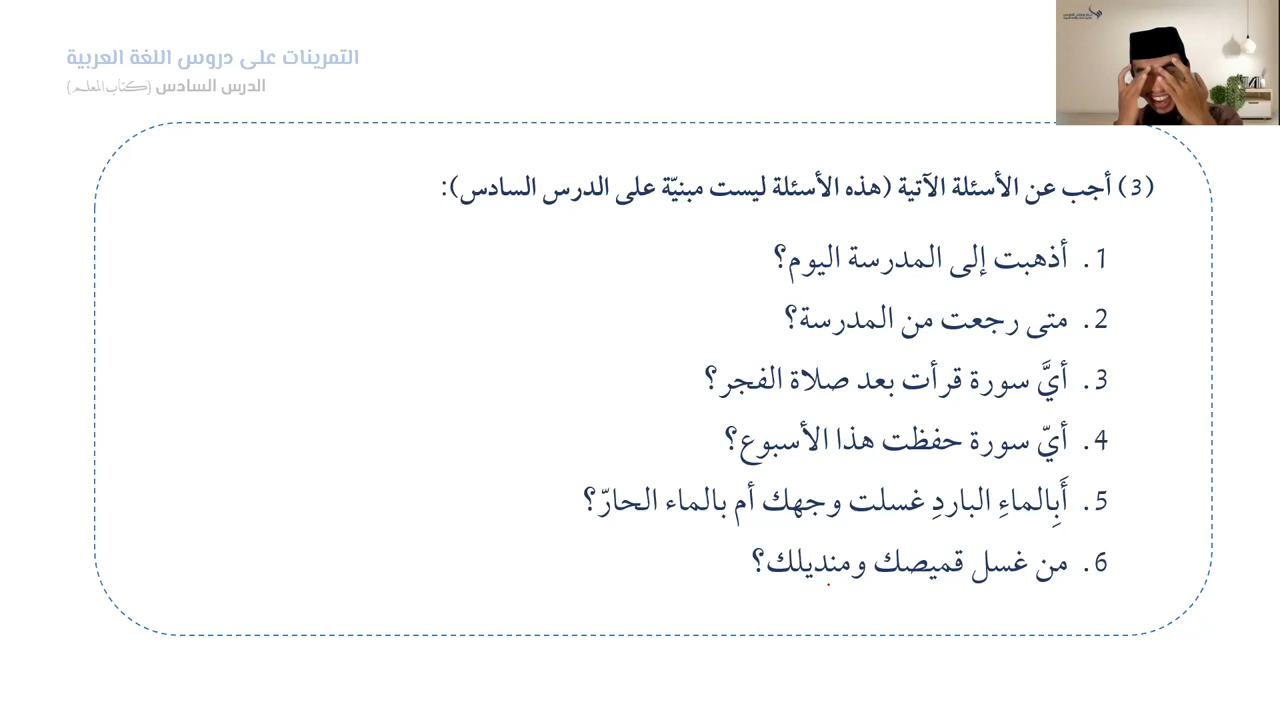 التمرينات على دروس اللغة العربية
الدرس السادس (كتاب المعلم)
(3) أجب عن الأسئلة الآتية (هذه الأسئلة ليست مبنيّة على الدرس السادس):
1. أذهبت إلى المدرسة اليوم؟
2. متى رجعت من المدرسة؟
3. أيَّ سورة قرأت بعد صلاة الفجر؟
4. أيّ سورة حفظت هذا الأسبوع؟
5. أَبِالماءِ الباردِ غسلت وجهك أم بالماء الحارّ؟
6. من غسل قميصك ومنديلك؟